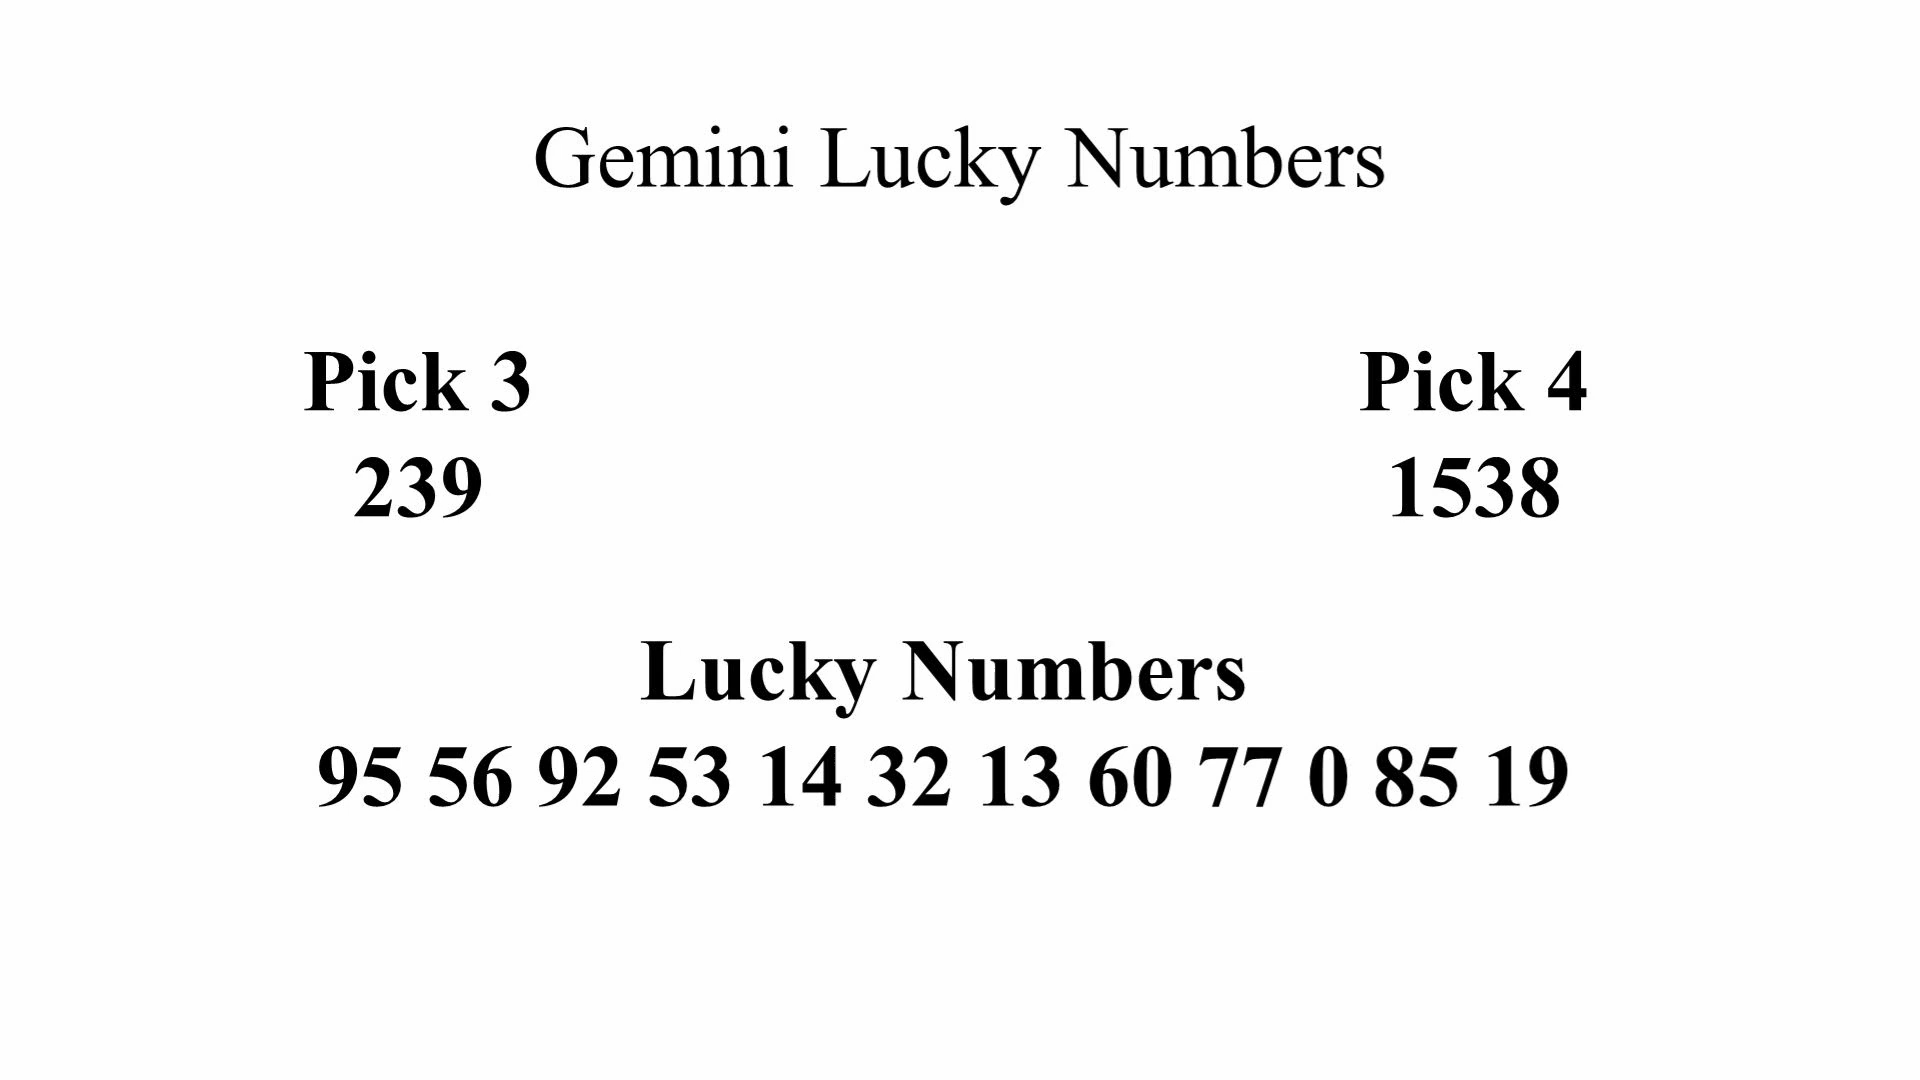 Gemini Lucky Numbers
Pick 3
239
Pick 4
1538
Lucky Numbers
95 56 92 53 14 32 13 60 77 0 85 19